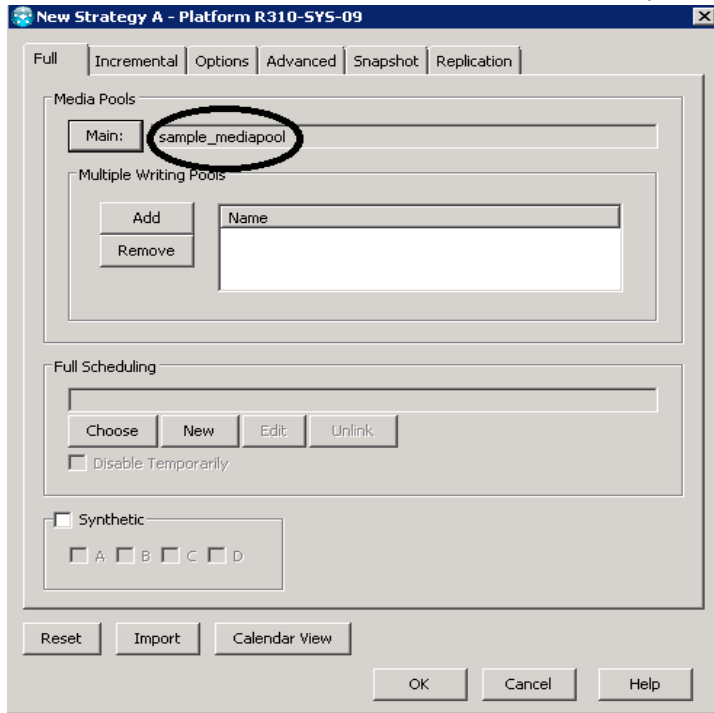 New Strategy A - Platform R310-SYS-09
Full Incremental Options Advanced Snapshot Replication
Media Pools
Main: sample_mediapool
Multiple Writing Pools
Add Name
Remove
Full Scheduling
Choose New Edit Unlink
Disable Temporarily
Synthetic
A B C D
Reset Import Calendar View
OK Cancel Help